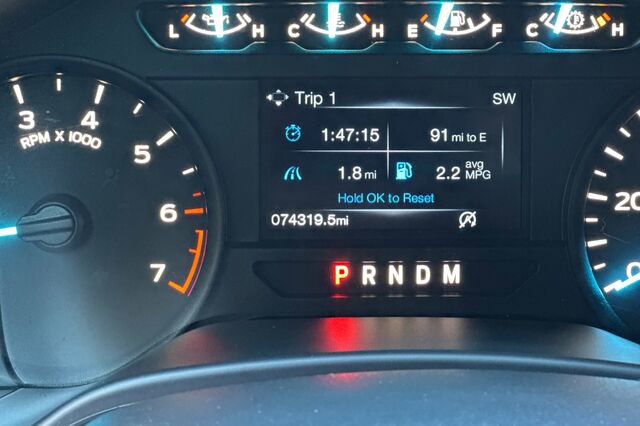 L H C H E F C H
Trip 1 SW
1:47:15 91 mi to E
1.8 mi 2.2 avg MPG
Hold OK to Reset
074319.5mi
P R N D M
3 4 5 6 7
RPM X 1000
20
0